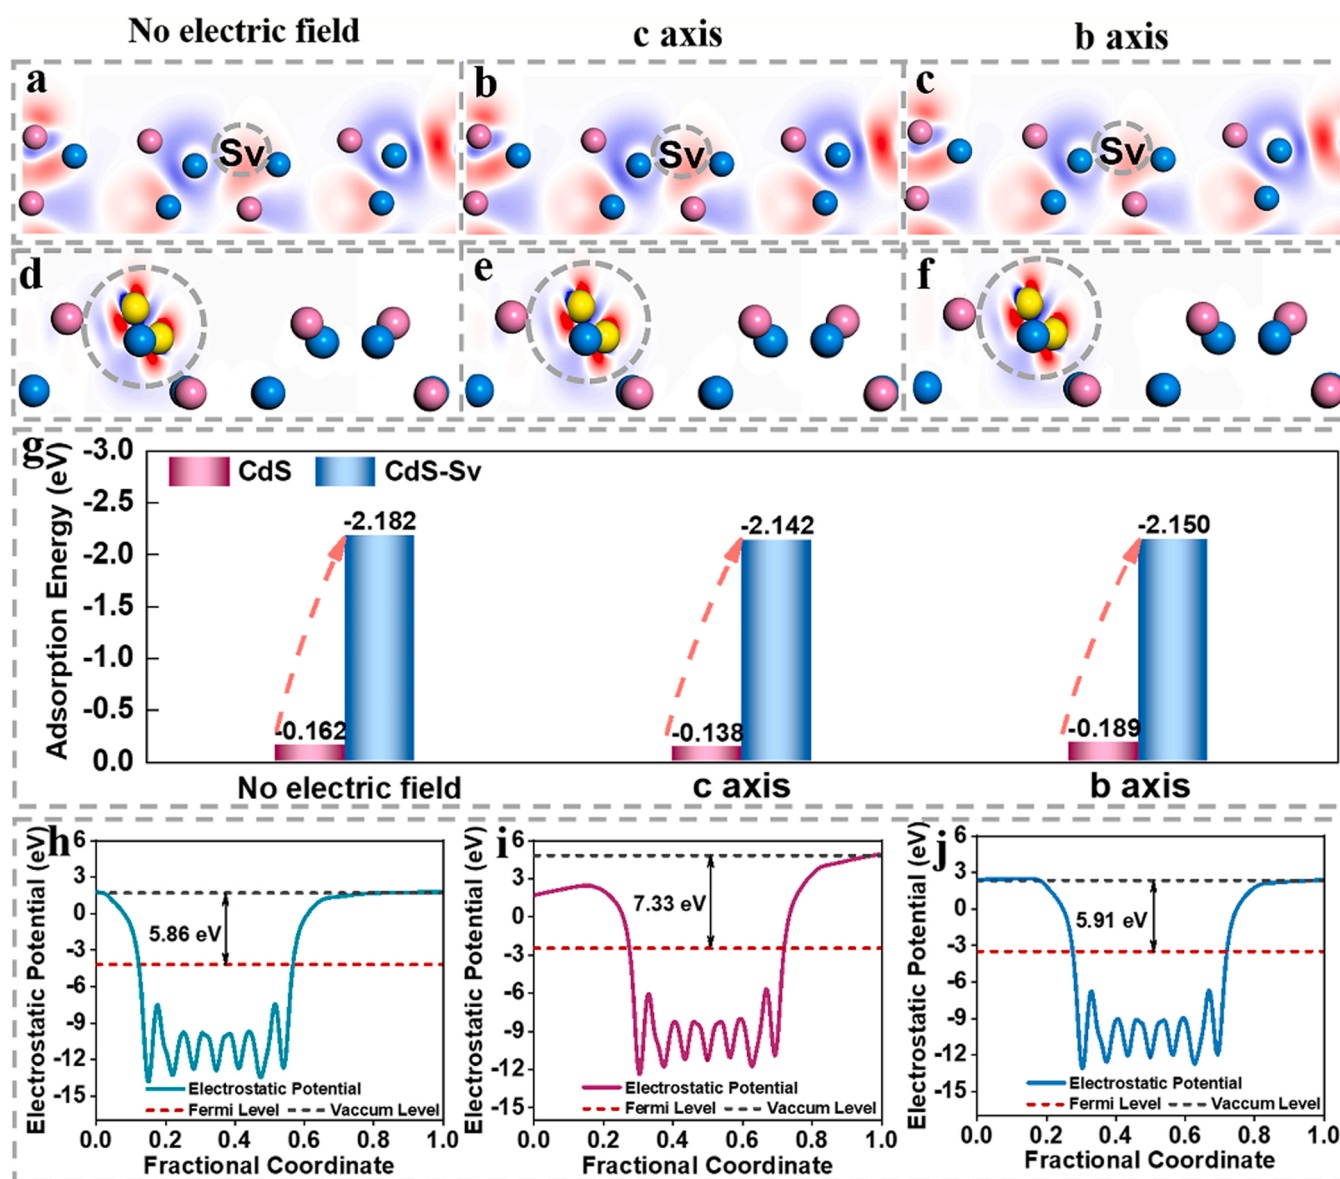 No electric field
c axis
b axis
a
b
c
Sv
Sv
Sv
d
e
f
g
Adsorption Energy (eV)
-3.0
-2.5
-2.0
-1.5
-1.0
-0.5
0.0
CdS
CdS-Sv
-2.182
-2.142
-2.150
-0.162
-0.138
-0.189
No electric field
c axis
b axis
h
Electrostatic Potential (eV)
6
3
0
-3
-6
-9
-12
-15
5.86 eV
Electrostatic Potential
Fermi Level
Vaccum Level
0.0 0.2 0.4 0.6 0.8 1.0
Fractional Coordinate
i
Electrostatic Potential (eV)
6
3
0
-3
-6
-9
-12
-15
7.33 eV
Electrostatic Potential
Fermi Level
Vaccum Level
0.0 0.2 0.4 0.6 0.8 1.0
Fractional Coordinate
j
Electrostatic Potential (eV)
6
3
0
-3
-6
-9
-12
-15
5.91 eV
Electrostatic Potential
Fermi Level
Vaccum Level
0.0 0.2 0.4 0.6 0.8 1.0
Fractional Coordinate